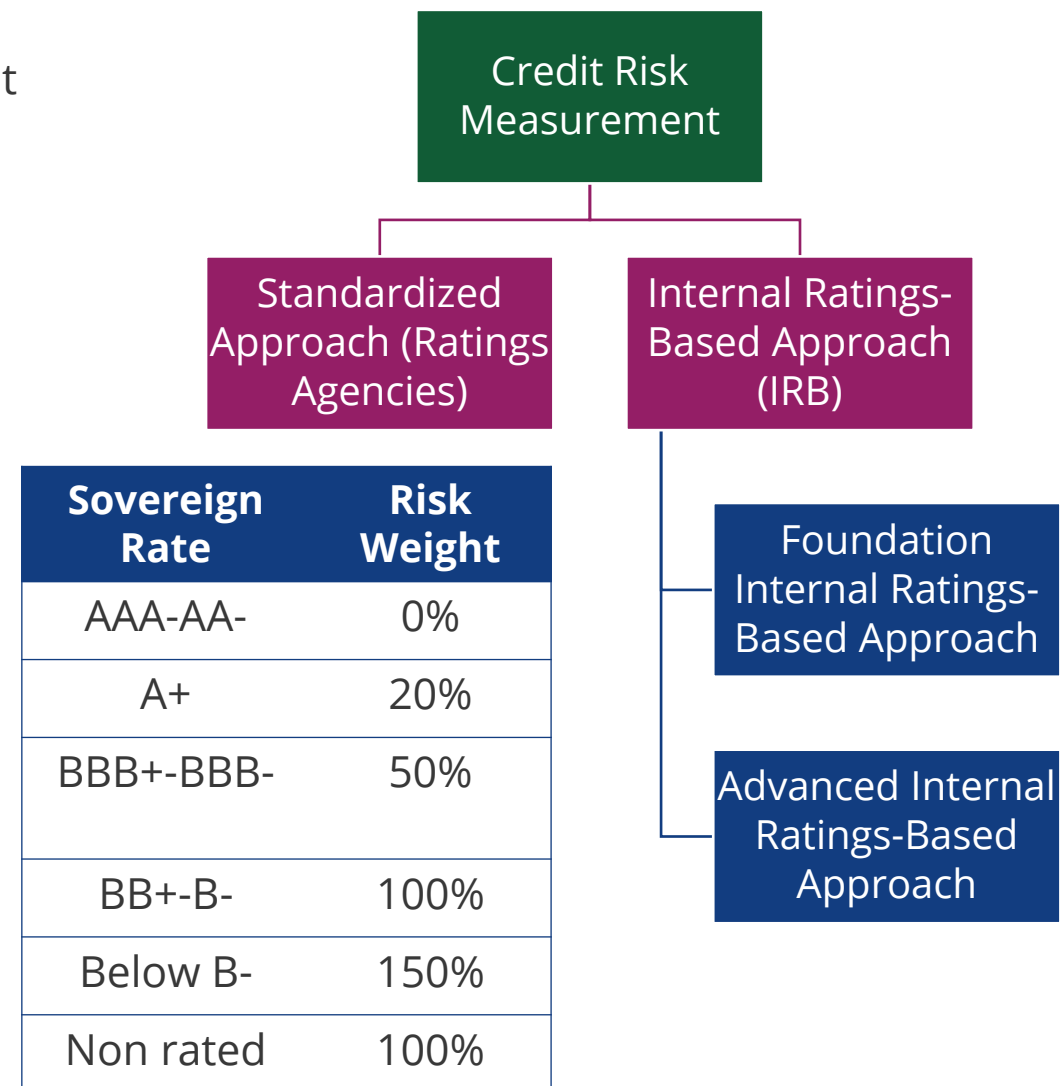 t
Credit Risk
Measurement
Standardized
Approach (Ratings
Agencies)
Internal Ratings-
Based Approach
(IRB)
Sovereign
Rate
Risk
Weight
AAA-AA-
0%
A+
20%
BBB+-BBB-
50%
BB+-B-
100%
Below B-
150%
Non rated
100%
Foundation
Internal Ratings-
Based Approach
Advanced Internal
Ratings-Based
Approach